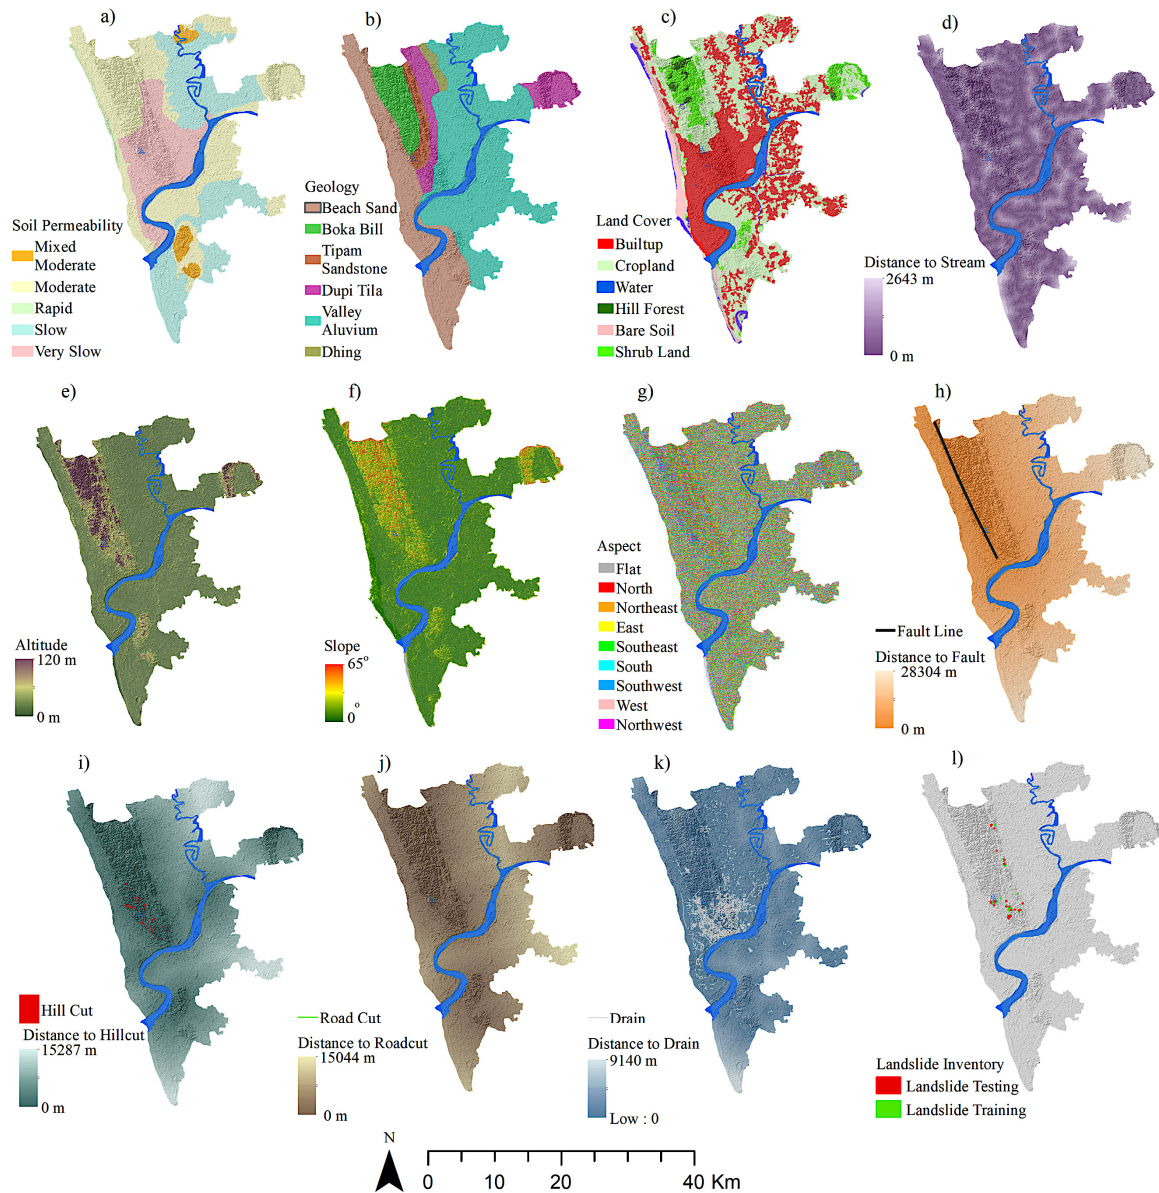 a)
Soil Permeability
Mixed
Moderate
Moderate
Rapid
Slow
Very Slow
b)
Geology
Beach Sand
Boka Bill
Tipam
Sandstone
Dupi Tila
Valley
Aluvium
Dhing
c)
Land Cover
Builtup
Cropland
Water
Hill Forest
Bare Soil
Shrub Land
d)
Distance to Stream
2643 m
0 m
e)
Altitude
120 m
0 m
f)
Slope
65°
0 °
g)
Aspect
Flat
North
Northeast
East
Southeast
South
Southwest
West
Northwest
h)
Fault Line
Distance to Fault
28304 m
0 m
i)
Hill Cut
Distance to Hillcut
15287 m
0 m
j)
Road Cut
Distance to Roadcut
15044 m
0 m
k)
Drain
Distance to Drain
9140 m
Low : 0
l)
Landslide Inventory
Landslide Testing
Landslide Training
N
0 10 20 40 Km